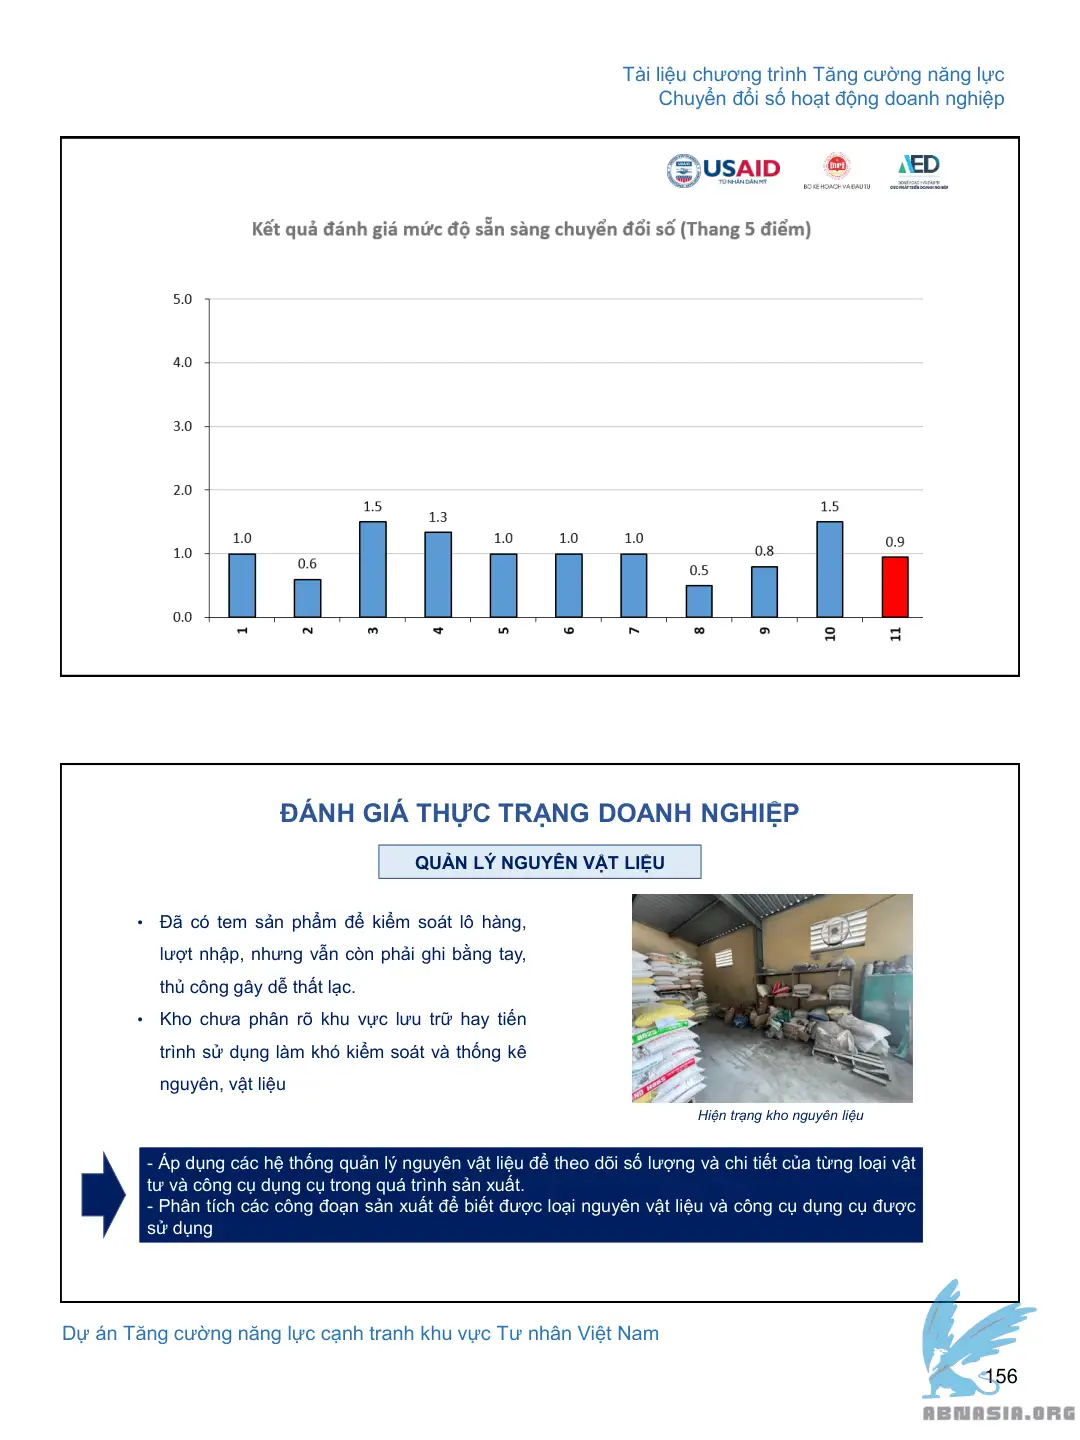 Tài liệu chương trình Tăng cường năng lực
Chuyển đổi số hoạt động doanh nghiệp
USAID
TỪ NHÂN DÂN MỸ
BỘ KẾ HOẠCH VÀ ĐẦU TƯ
AED
CỤC PHÁT TRIỂN DOANH NGHIỆP
Kết quả đánh giá mức độ sẵn sàng chuyển đổi số (Thang 5 điểm)
5.0
4.0
3.0
2.0
1.0
0.0
1.0
0.6
1.5
1.3
1.0
1.0
1.0
0.5
0.8
1.5
0.9
1
2
3
4
5
6
7
8
9
10
11
ĐÁNH GIÁ THỰC TRẠNG DOANH NGHIỆP
QUẢN LÝ NGUYÊN VẬT LIỆU
• Đã có tem sản phẩm để kiểm soát lô hàng,
lượt nhập, nhưng vẫn còn phải ghi bằng tay,
thủ công gây dễ thất lạc.
• Kho chưa phân rõ khu vực lưu trữ hay tiến
trình sử dụng làm khó kiểm soát và thống kê
nguyên, vật liệu
Hiện trạng kho nguyên liệu
- Áp dụng các hệ thống quản lý nguyên vật liệu để theo dõi số lượng và chi tiết của từng loại vật
tư và công cụ dụng cụ trong quá trình sản xuất.
- Phân tích các công đoạn sản xuất để biết được loại nguyên vật liệu và công cụ dụng cụ được
sử dụng
Dự án Tăng cường năng lực cạnh tranh khu vực Tư nhân Việt Nam
156
ABNASIA.ORG